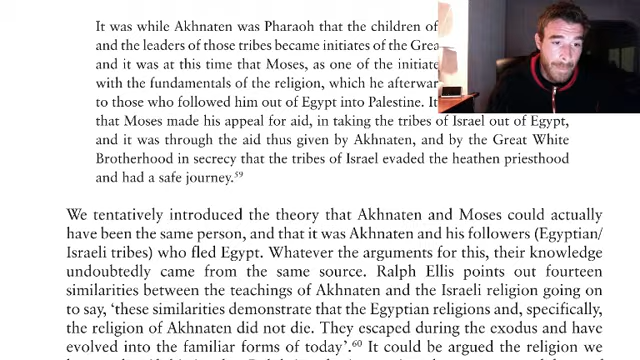 It was while Akhnaten was Pharaoh that the children of
and the leaders of those tribes became initiates of the Grea
and it was at this time that Moses, as one of the initiate
with the fundamentals of the religion, which he afterwar
to those who followed him out of Egypt into Palestine. It
that Moses made his appeal for aid, in taking the tribes of Israel out of Egypt,
and it was through the aid thus given by Akhnaten, and by the Great White
Brotherhood in secrecy that the tribes of Israel evaded the heathen priesthood
and had a safe journey.⁵⁹
We tentatively introduced the theory that Akhnaten and Moses could actually
have been the same person, and that it was Akhnaten and his followers (Egyptian/
Israeli tribes) who fled Egypt. Whatever the arguments for this, their knowledge
undoubtedly came from the same source. Ralph Ellis points out fourteen
similarities between the teachings of Akhnaten and the Israeli religion going on
to say, ‘these similarities demonstrate that the Egyptian religions and, specifically,
the religion of Akhnaten did not die. They escaped during the exodus and have
evolved into the familiar forms of today’.⁶⁰ It could be argued the religion we